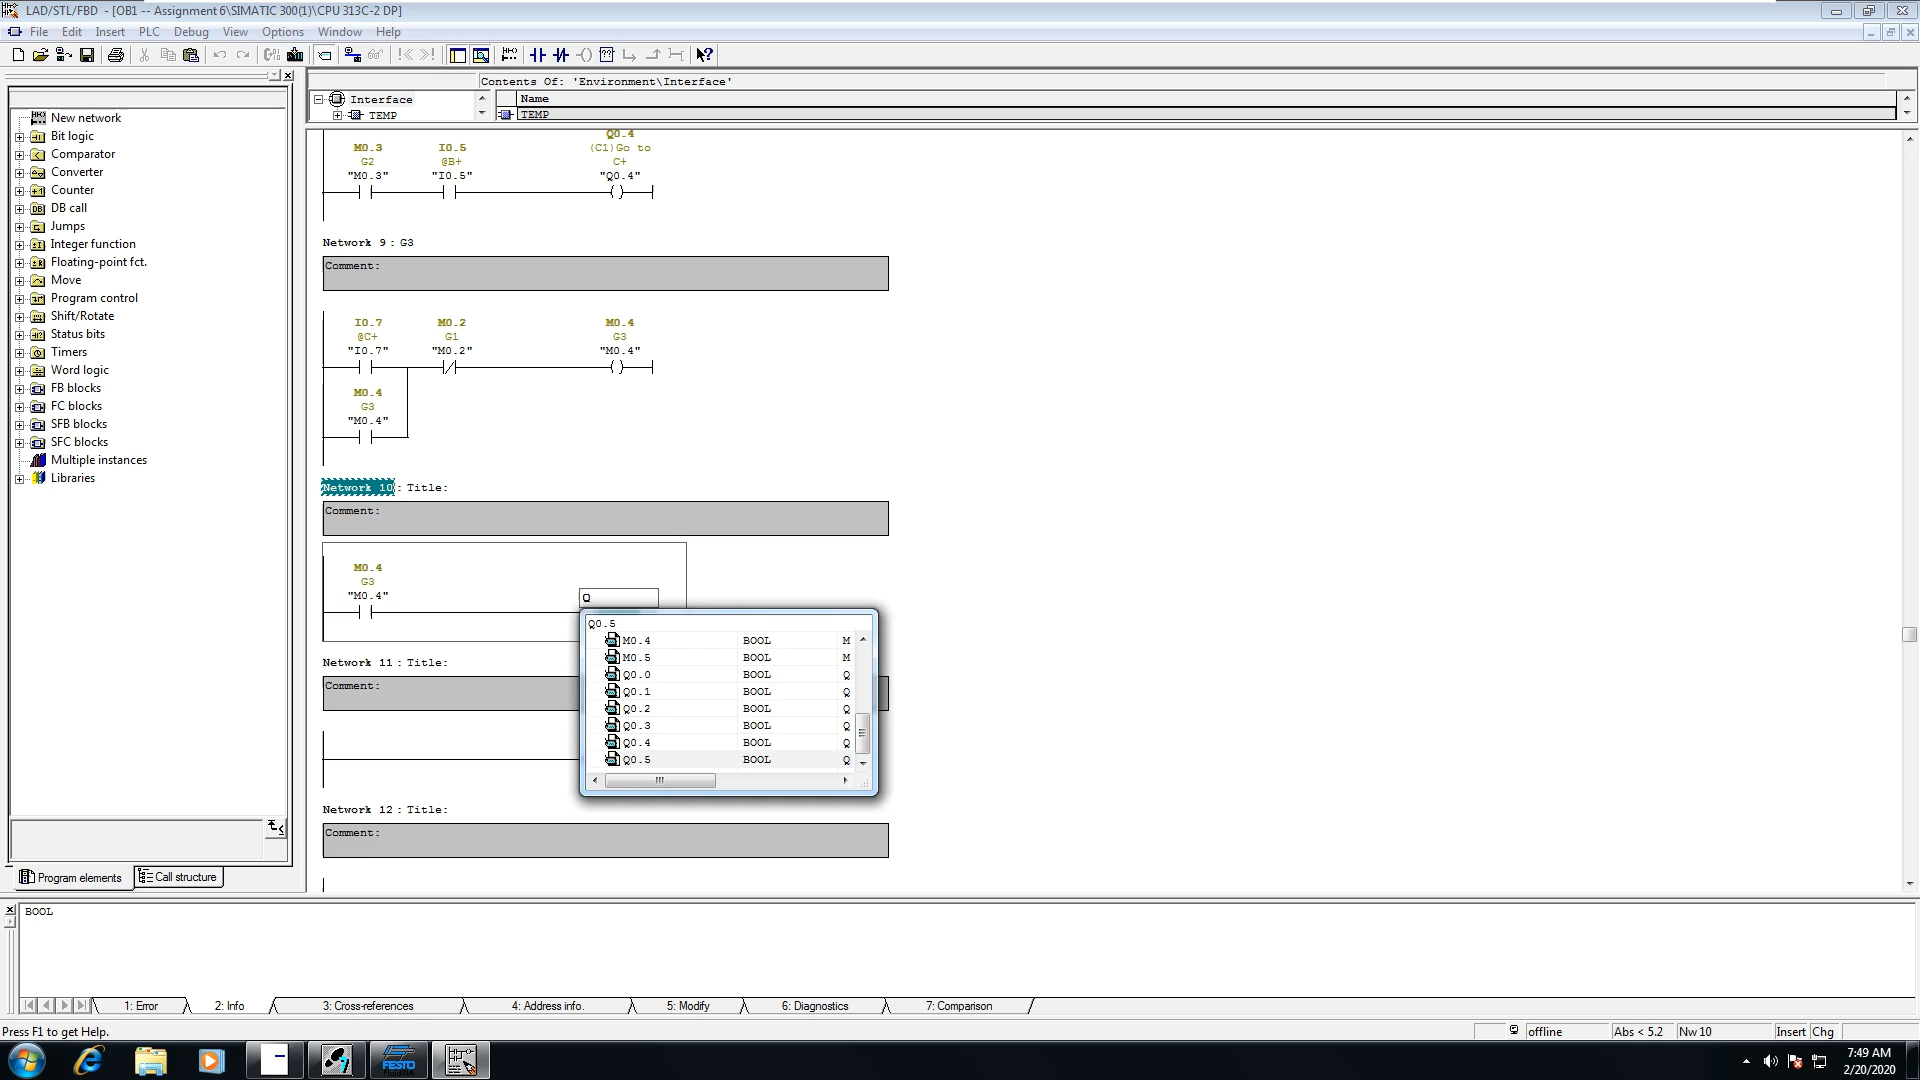 LAD/STL/FBD  - [OB1 -- Assignment 6\SIMATIC 300(1)\CPU 313C-2 DP]
File Edit Insert PLC Debug View Options Window Help
Contents Of: 'Environment\Interface'
Interface
TEMP
Name
TEMP
New network
Bit logic
Comparator
Converter
Counter
DB call
Jumps
Integer function
Floating-point fct.
Move
Program control
Shift/Rotate
Status bits
Timers
Word logic
FB blocks
FC blocks
SFB blocks
SFC blocks
Multiple instances
Libraries
Program elements
Call structure
Q0.4
M0.3 I0.5 (C1)Go to
G2 @B+ C+
"M0.3" "I0.5" "Q0.4"
Network 9 : G3
Comment:
I0.7 M0.2 M0.4
@C+ G1 G3
"I0.7" "M0.2" "M0.4"
M0.4
G3
"M0.4"
Network 10 : Title:
Comment:
M0.4
G3
"M0.4"
Q
Q0.5
M0.4 BOOL M
M0.5 BOOL M
Q0.0 BOOL Q
Q0.1 BOOL Q
Q0.2 BOOL Q
Q0.3 BOOL Q
Q0.4 BOOL Q
Q0.5 BOOL Q
Network 11 : Title:
Comment:
Network 12 : Title:
Comment:
BOOL
1: Error 2: Info 3: Cross-references 4: Address info. 5: Modify 6: Diagnostics 7: Comparison
Press F1 to get Help.
offline Abs < 5.2 Nw 10 Insert Chg
FESTO
FluidSIM
7:49 AM
2/20/2020